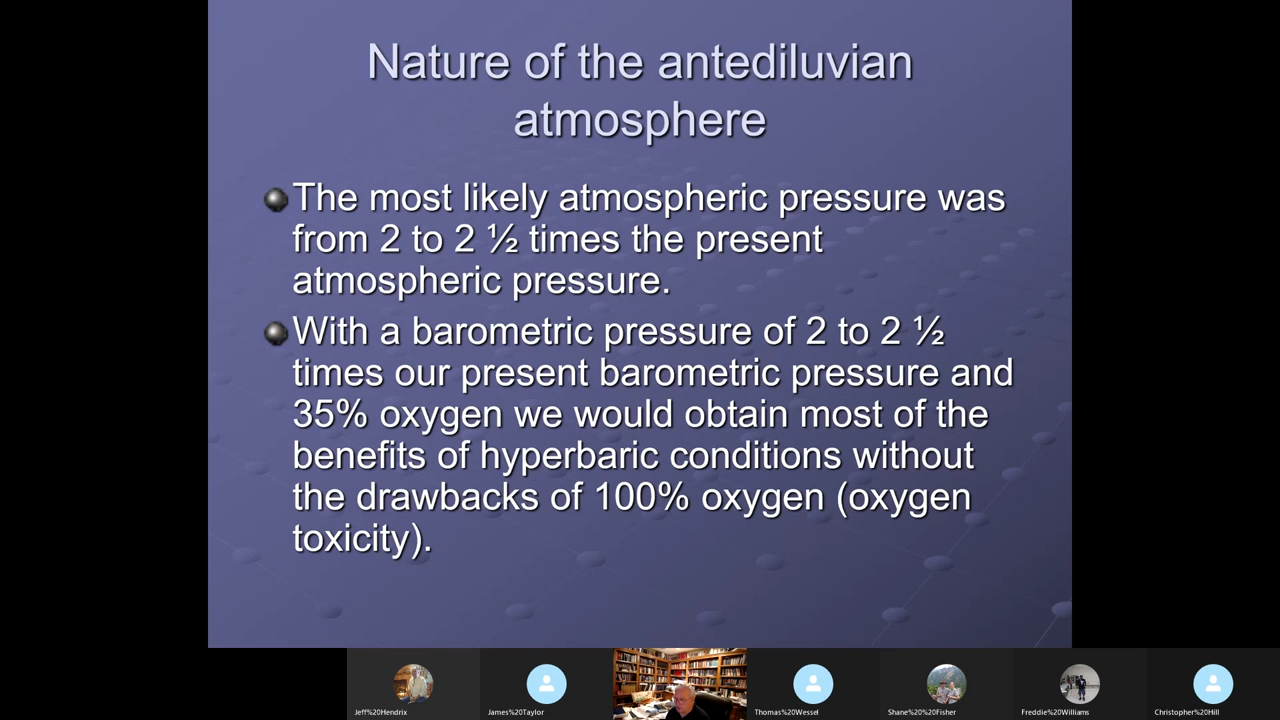 Nature of the antediluvian
atmosphere
The most likely atmospheric pressure was
from 2 to 2 ½ times the present
atmospheric pressure.
With a barometric pressure of 2 to 2 ½
times our present barometric pressure and
35% oxygen we would obtain most of the
benefits of hyperbaric conditions without
the drawbacks of 100% oxygen (oxygen
toxicity).
Jeff%20Hendrix
James%20Taylor
Thomas%20Wessel
Shane%20%20Fisher
Freddie%20Williams
Christopher%20Hill